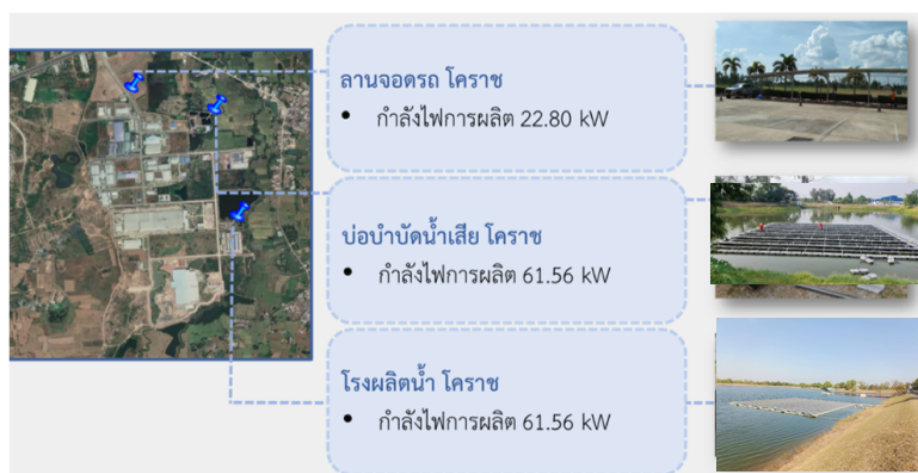 ลานจอดรถ โคราช
• กำลังไฟการผลิต 22.80 kW
บ่อบำบัดน้ำเสีย โคราช
• กำลังไฟการผลิต 61.56 kW
โรงผลิตน้ำ โคราช
• กำลังไฟการผลิต 61.56 kW